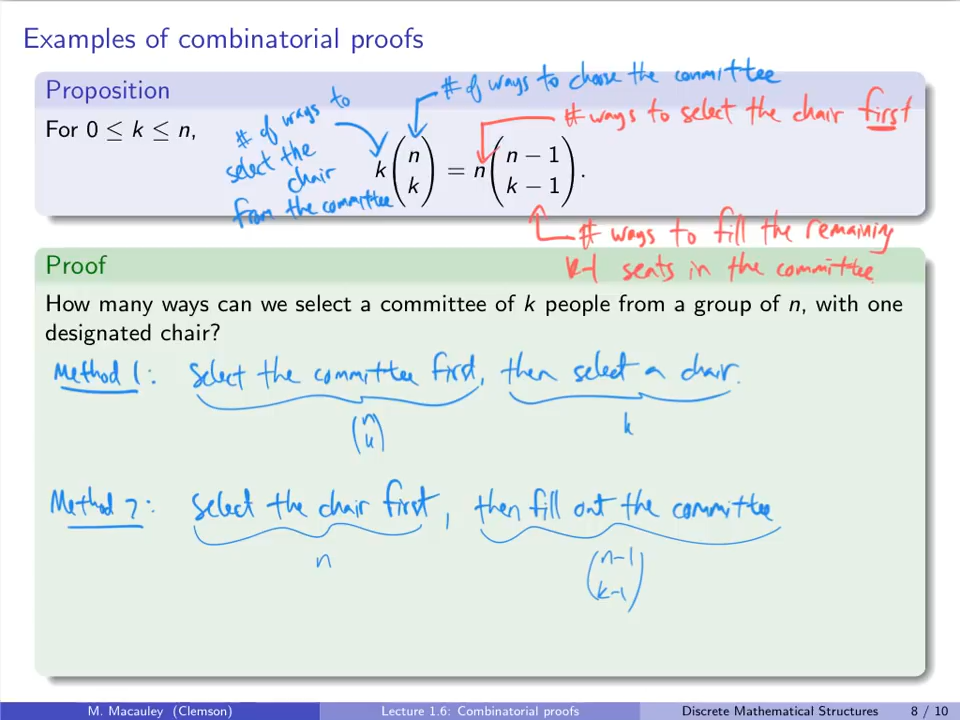 Examples of combinatorial proofs
Proposition
# of ways to choose the committee
# ways to select the chair first
For 0 ≤ k ≤ n,
# of ways to
select the
chair
from the committee
k(n k) = n(n − 1 k − 1).
# ways to fill the remaining
k-1 seats in the committee
Proof
How many ways can we select a committee of k people from a group of n, with one
designated chair?
Method 1: Select the committee first, then select a chair.
(n k) k
Method 2: Select the chair first, then fill out the committee
n (n-1 k-1)
M. Macauley (Clemson) Lecture 1.6: Combinatorial proofs Discrete Mathematical Structures 8 / 10